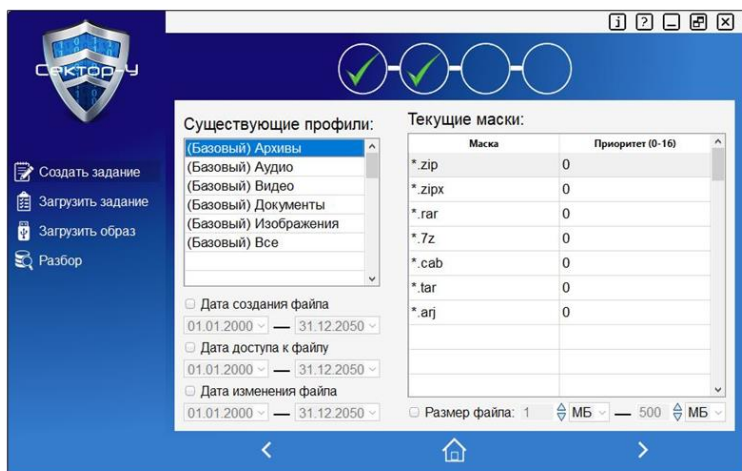 Сектор-У
Создать задание
Загрузить задание
Загрузить образ
Разбор
Существующие профили:
(Базовый) Архивы
(Базовый) Аудио
(Базовый) Видео
(Базовый) Документы
(Базовый) Изображения
(Базовый) Все
Дата создания файла
01.01.2000 — 31.12.2050
Дата доступа к файлу
01.01.2000 — 31.12.2050
Дата изменения файла
01.01.2000 — 31.12.2050
Текущие маски:
Маска Приоритет (0-16)
*.zip 0
*.zipx 0
*.rar 0
*.7z 0
*.cab 0
*.tar 0
*.arj 0
Размер файла: 1 МБ — 500 МБ